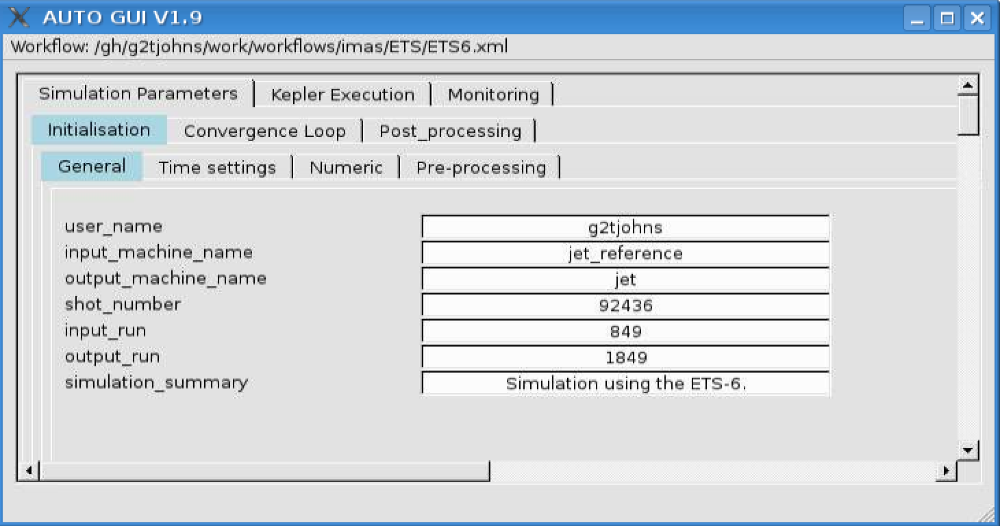 AUTO GUI V1.9
Workflow: /gh/g2tjohns/work/workflows/imas/ETS/ETS6.xml
Simulation Parameters Kepler Execution Monitoring
Initialisation Convergence Loop Post_processing
General Time settings Numeric Pre-processing
user_name g2tjohns
input_machine_name jet_reference
output_machine_name jet
shot_number 92436
input_run 849
output_run 1849
simulation_summary Simulation using the ETS-6.